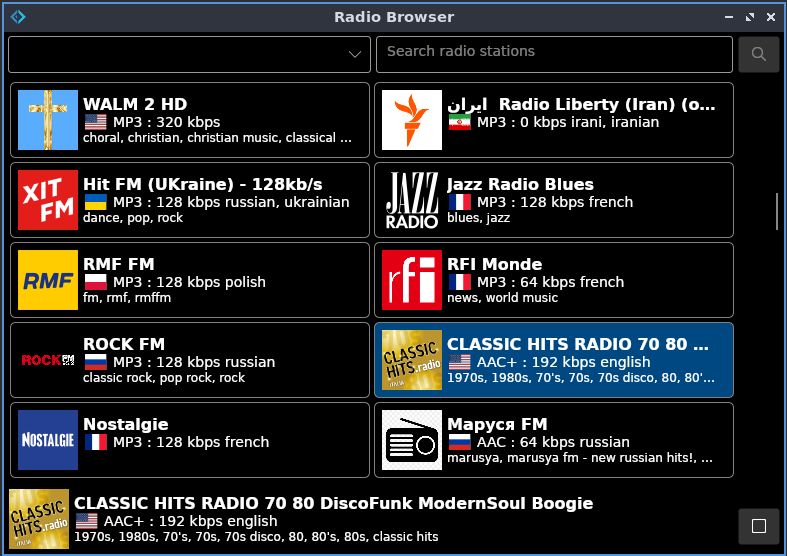 Radio Browser
Search radio stations
WALM 2 HD
MP3 : 320 kbps
choral, christian, christian music, classical ...
ایران Radio Liberty (Iran) (o...
MP3 : 0 kbps irani, iranian
XIT FM
Hit FM (UKraine) - 128kb/s
MP3 : 128 kbps russian, ukrainian
dance, pop, rock
JAZZ RADIO
Jazz Radio Blues
MP3 : 128 kbps french
blues, jazz
RMF
RMF FM
MP3 : 128 kbps polish
fm, rmf, rmffm
rfi
RFI Monde
MP3 : 64 kbps french
news, world music
ROCK FM
ROCK FM
MP3 : 128 kbps russian
classic rock, pop rock, rock
CLASSIC HITS.radio ITALIA
CLASSIC HITS RADIO 70 80 ...
AAC+ : 192 kbps english
1970s, 1980s, 70's, 70s, 70s disco, 80, 80'...
NOSTALGIE
Nostalgie
MP3 : 128 kbps french
Маруся FM
AAC : 64 kbps russian
marusya, marusya fm - new russian hits!, ...
CLASSIC HITS.radio ITALIA
CLASSIC HITS RADIO 70 80 DiscoFunk ModernSoul Boogie
AAC+ : 192 kbps english
1970s, 1980s, 70's, 70s, 70s disco, 80, 80's, 80s, classic hits